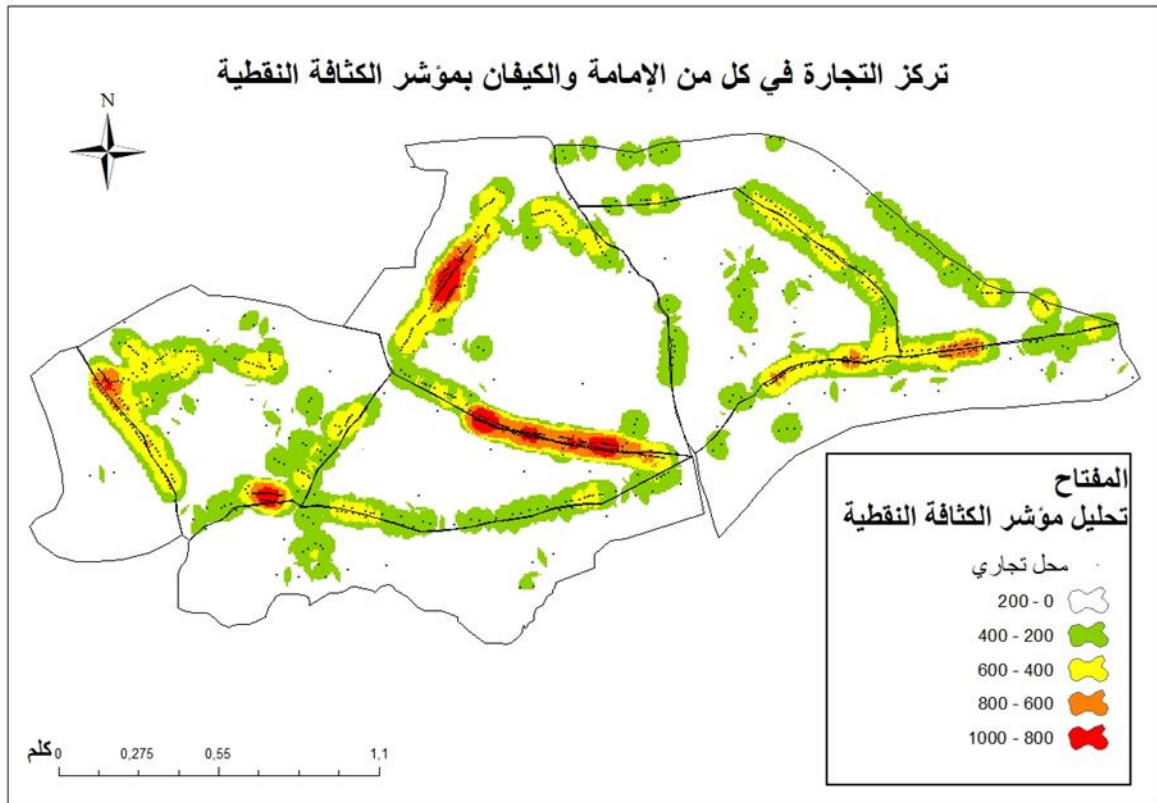 تركز التجارة في كل من الإمامة والكيفان بمؤشر الكثافة النقطية
N
المفتاح
تحليل مؤشر الكثافة النقطية
محل تجاري
200 - 0
400 - 200
600 - 400
800 - 600
1000 - 800
كلم 0 0,275 0,55 1,1